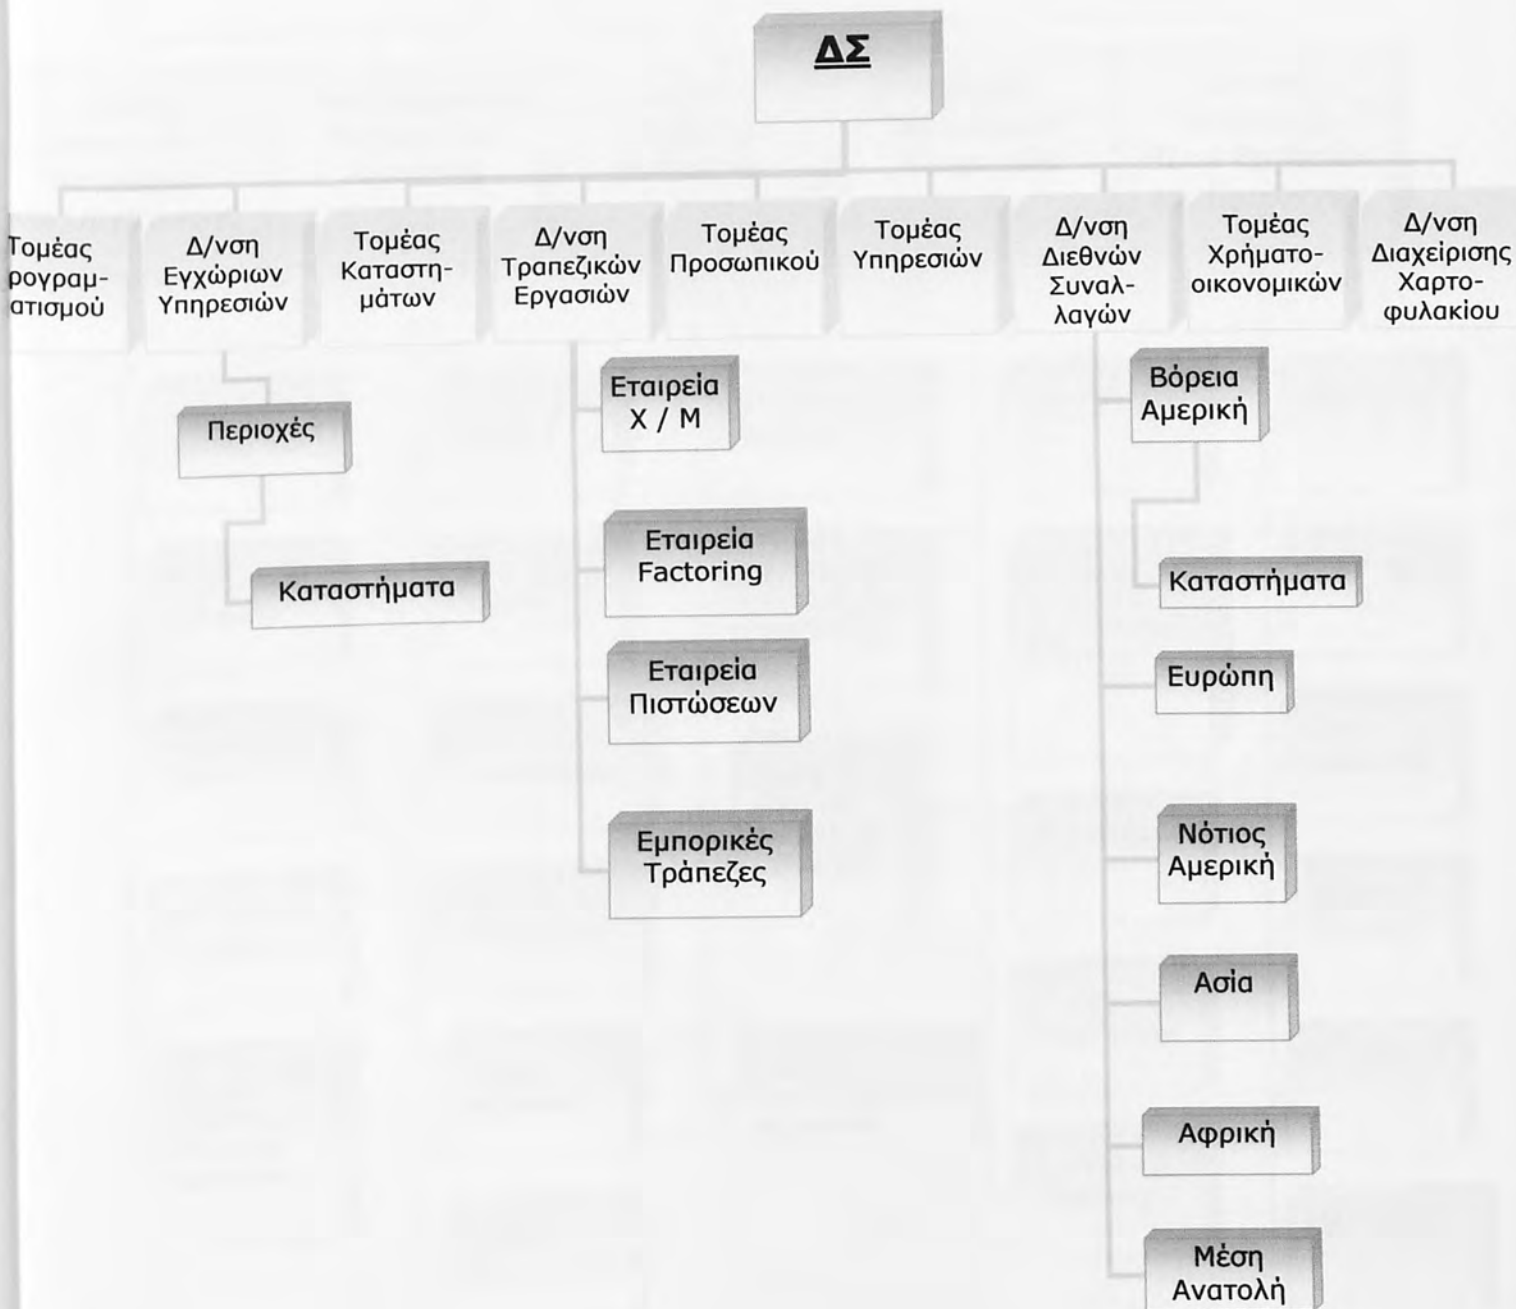 ΔΣ
Τομέας
ρογραμ-
ατισμού
Δ/νση
Εγχώριων
Υπηρεσιών
Τομέας
Καταστη-
μάτων
Δ/νση
Τραπεζικών
Εργασιών
Τομέας
Προσωπικού
Τομέας
Υπηρεσιών
Δ/νση
Διεθνών
Συναλ-
λαγών
Τομέας
Χρήματο-
οικονομικών
Δ/νση
Διαχείρισης
Χαρτο-
φυλακίου
Περιοχές
Καταστήματα
Εταιρεία
Χ / Μ
Εταιρεία
Factoring
Εταιρεία
Πιστώσεων
Εμπορικές
Τράπεζες
Βόρεια
Αμερική
Καταστήματα
Ευρώπη
Νότιος
Αμερική
Ασία
Αφρική
Μέση
Ανατολή